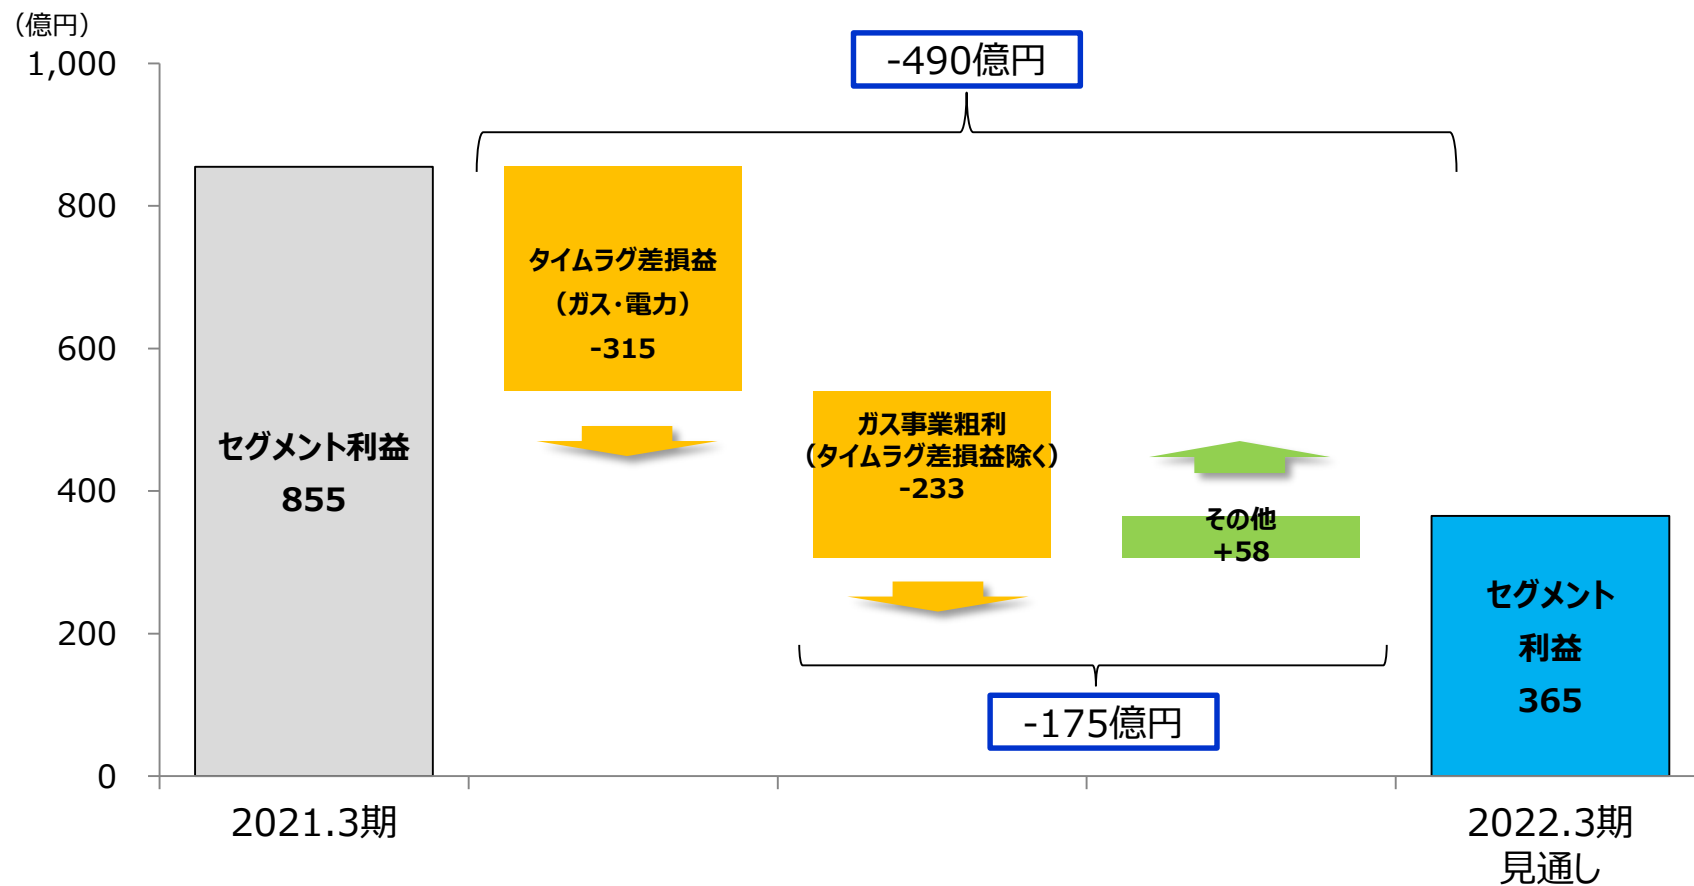 （億円）
1,000
800
600
400
200
0
-490億円
セグメント利益
855
タイムラグ差損益
（ガス・電力）
-315
ガス事業粗利
（タイムラグ差損益除く）
-233
その他
+58
-175億円
セグメント
利益
365
2021.3期
2022.3期
見通し